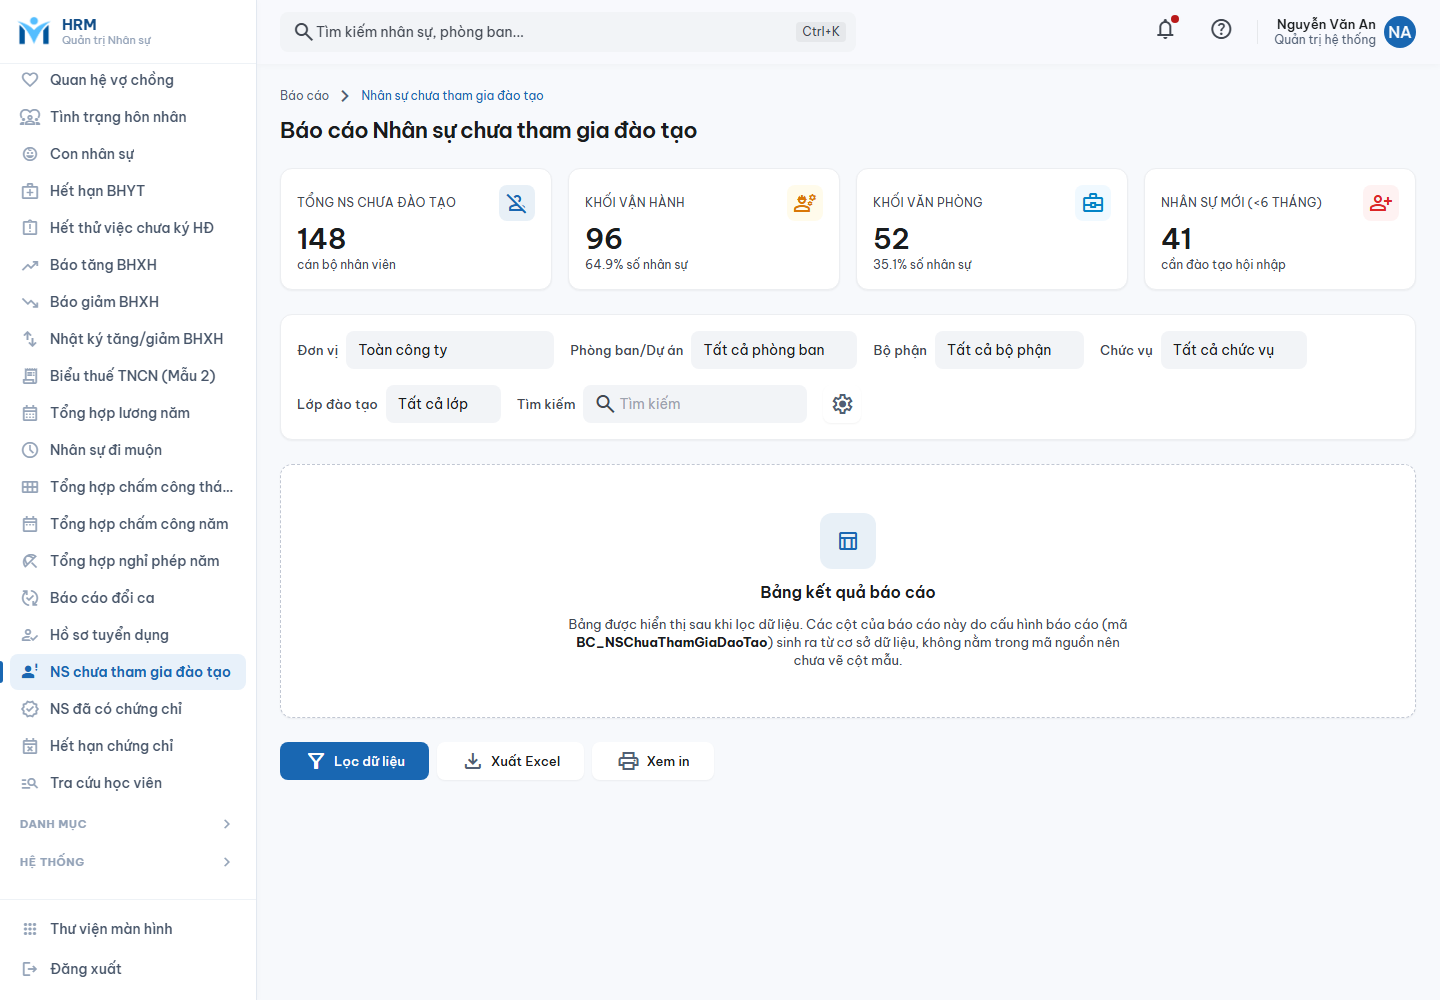 HRM
Quản trị Nhân sự
Quan hệ vợ chồng
Tình trạng hôn nhân
Con nhân sự
Hết hạn BHYT
Hết thử việc chưa ký HĐ
Báo tăng BHXH
Báo giảm BHXH
Nhật ký tăng/giảm BHXH
Biểu thuế TNCN (Mẫu 2)
Tổng hợp lương năm
Nhân sự đi muộn
Tổng hợp chấm công thá...
Tổng hợp chấm công năm
Tổng hợp nghỉ phép năm
Báo cáo đổi ca
Hồ sơ tuyển dụng
NS chưa tham gia đào tạo
NS đã có chứng chỉ
Hết hạn chứng chỉ
Tra cứu học viên
DANH MỤC
HỆ THỐNG
Thư viện màn hình
Đăng xuất
Tìm kiếm nhân sự, phòng ban...
Ctrl+K
Nguyễn Văn An
Quản trị hệ thống
NA
Báo cáo
Nhân sự chưa tham gia đào tạo
Báo cáo Nhân sự chưa tham gia đào tạo
TỔNG NS CHƯA ĐÀO TẠO
148
cán bộ nhân viên
KHỐI VẬN HÀNH
96
64.9% số nhân sự
KHỐI VĂN PHÒNG
52
35.1% số nhân sự
NHÂN SỰ MỚI (<6 THÁNG)
41
cần đào tạo hội nhập
Đơn vị
Toàn công ty
Phòng ban/Dự án
Tất cả phòng ban
Bộ phận
Tất cả bộ phận
Chức vụ
Tất cả chức vụ
Lớp đào tạo
Tất cả lớp
Tìm kiếm
Tìm kiếm
Bảng kết quả báo cáo
Bảng được hiển thị sau khi lọc dữ liệu. Các cột của báo cáo này do cấu hình báo cáo (mã
BC_NSChuaThamGiaDaoTao) sinh ra từ cơ sở dữ liệu, không nằm trong mã nguồn nên
chưa vẽ cột mẫu.
Lọc dữ liệu
Xuất Excel
Xem in